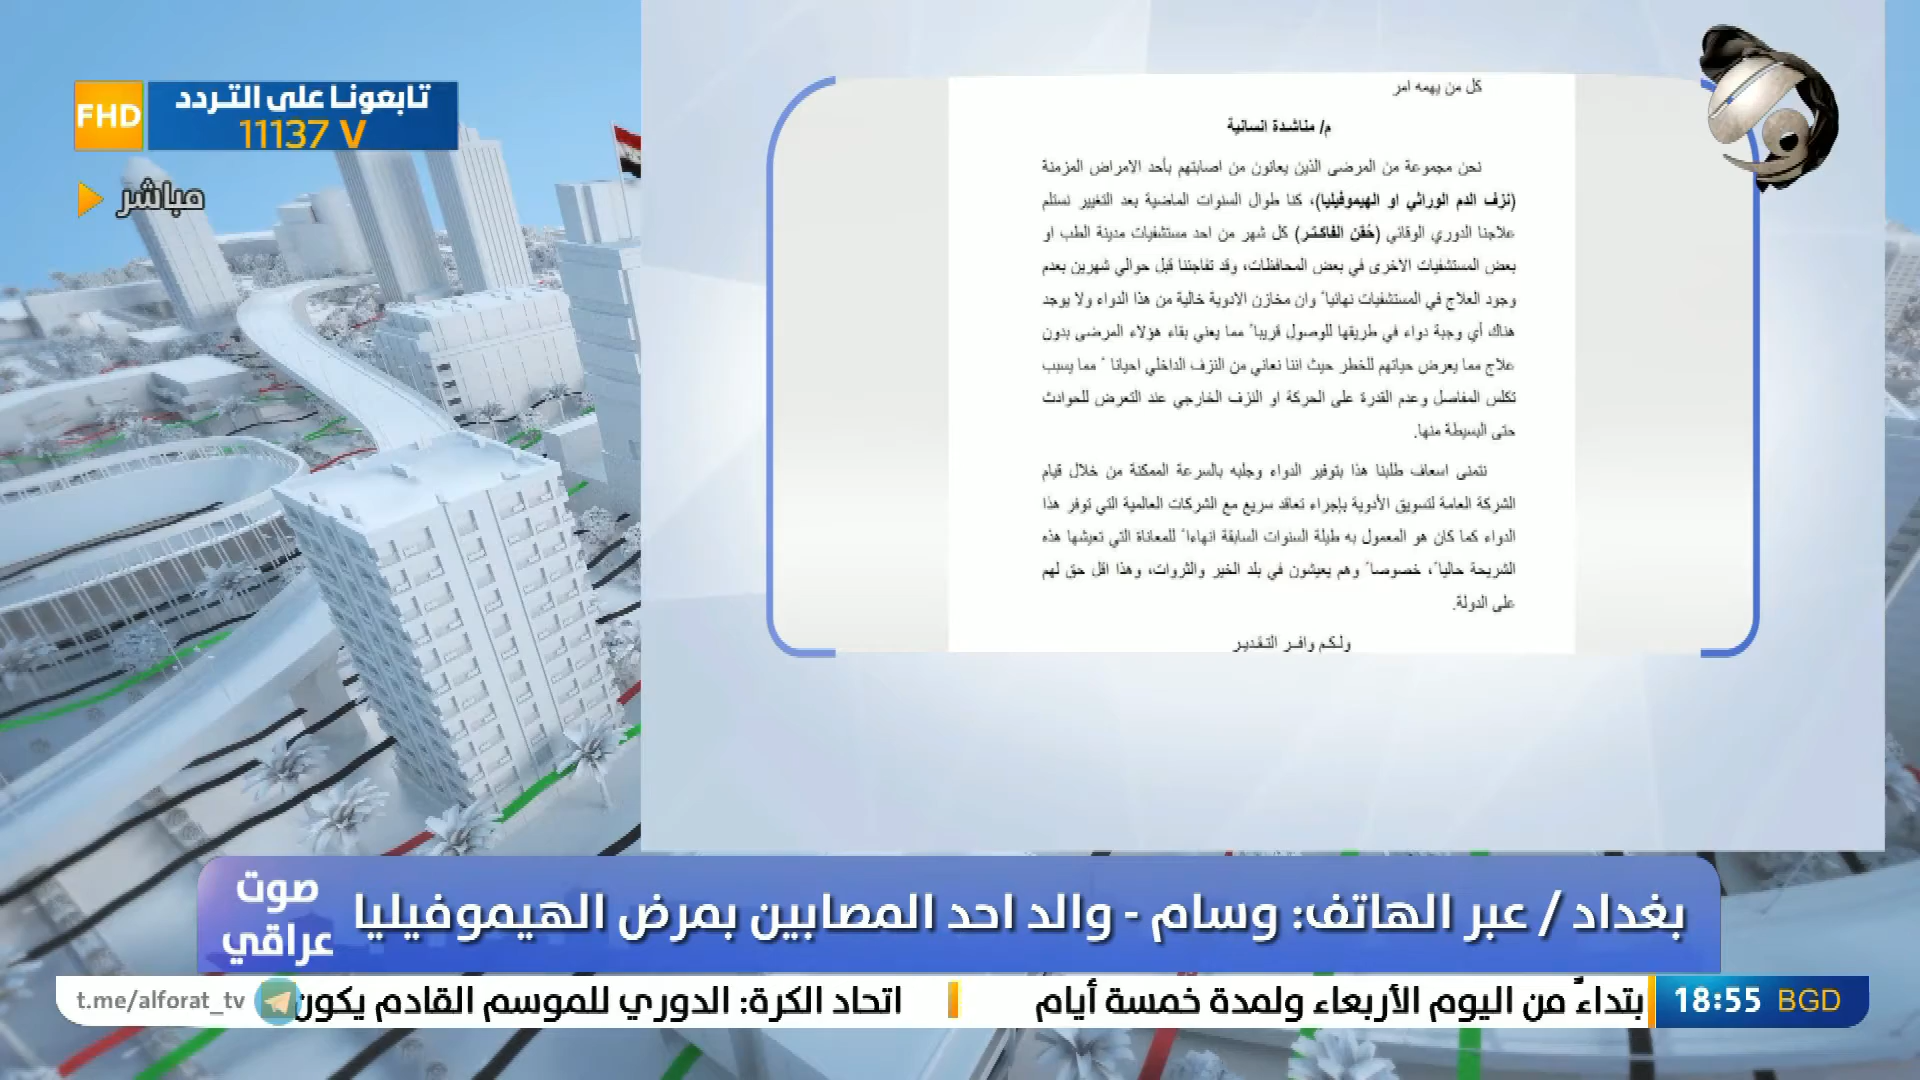 FHD
تابعونا على التردد
11137 V
مباشر
كل من يهمه امر
م/ مناشدة انسانية
نحن مجموعة من المرضى الذين يعانون من اصابتهم بأحد الامراض المزمنة
(نزف الدم الوراثي او الهيموفيليا)، كنا طوال السنوات الماضية بعد التغيير نستلم
علاجنا الدوري الوقائي (حُقن الفاكتر) كل شهر من احد مستشفيات مدينة الطب او
بعض المستشفيات الاخرى في بعض المحافظات، وقد تفاجئنا قبل حوالي شهرين بعدم
وجود العلاج في المستشفيات نهائياً وان مخازن الادوية خالية من هذا الدواء ولا يوجد
هناك أي وجبة دواء في طريقها للوصول قريباً مما يعني بقاء هؤلاء المرضى بدون
علاج مما يعرض حياتهم للخطر حيث اننا نعاني من النزف الداخلي احياناً مما يسبب
تكلس المفاصل وعدم القدرة على الحركة او النزف الخارجي عند التعرض للحوادث
حتى البسيطة منها.
نتمنى اسعاف طلبنا هذا بتوفير الدواء وجلبه بالسرعة الممكنة من خلال قيام
الشركة العامة لتسويق الأدوية بإجراء تعاقد سريع مع الشركات العالمية التي توفر هذا
الدواء كما كان هو المعمول به طيلة السنوات السابقة انهاءاً للمعاناة التي تعيشها هذه
الشريحة حالياً، خصوصاً وهم يعيشون في بلد الخير والثروات، وهذا اقل حق لهم
على الدولة.
ولكم وافر التقدير
بغداد / عبر الهاتف: وسام - والد احد المصابين بمرض الهيموفيليا
صوت
عراقي
18:55 BGD
بتداءً من اليوم الأربعاء ولمدة خمسة أيام
اتحاد الكرة: الدوري للموسم القادم يكون
t.me/alforat_tv